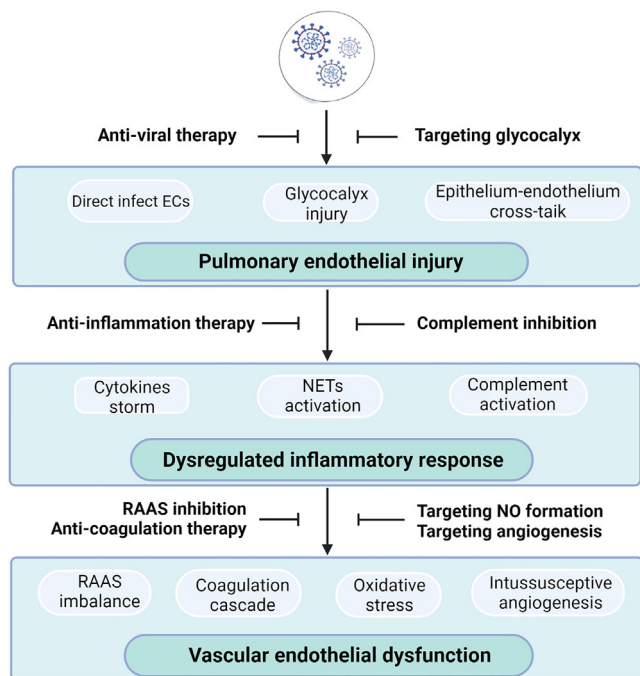 Anti-viral therapy
Targeting glycocalyx
Direct infect ECs
Glycocalyx
injury
Epithelium-endothelium
cross-taik
Pulmonary endothelial injury
Anti-inflammation therapy
Complement inhibition
Cytokines
storm
NETs
activation
Complement
activation
Dysregulated inflammatory response
RAAS inhibition
Anti-coagulation therapy
Targeting NO formation
Targeting angiogenesis
RAAS
imbalance
Coagulation
cascade
Oxidative
stress
Intussusceptive
angiogenesis
Vascular endothelial dysfunction